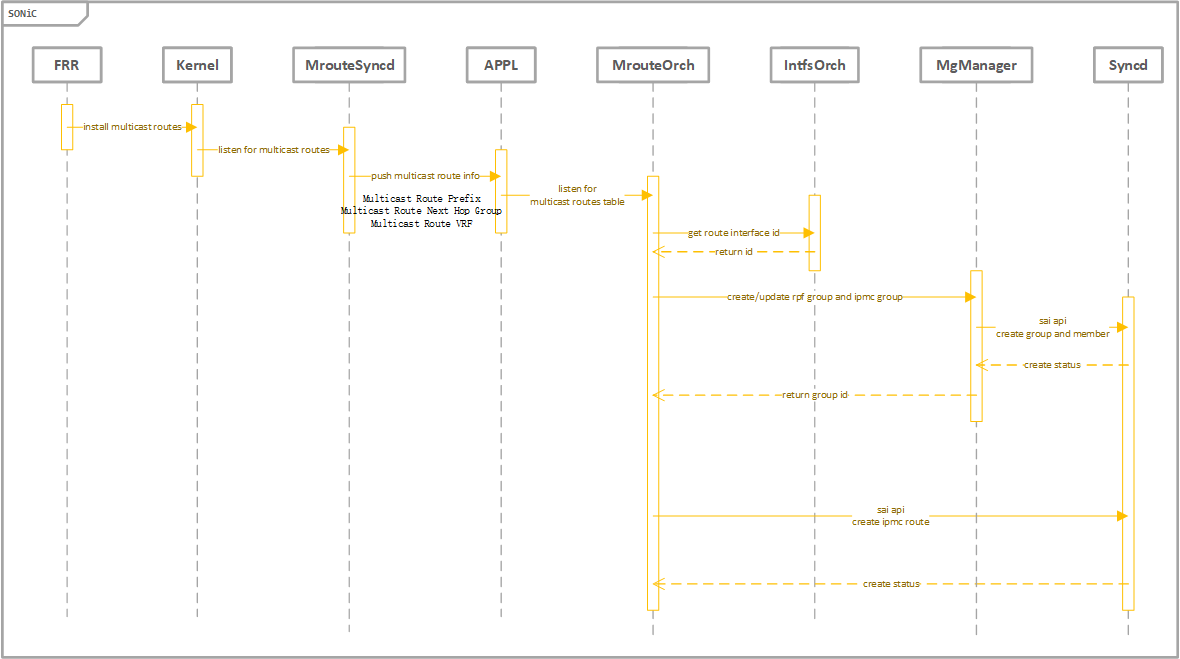 SONiC
FRR
Kernel
MrouteSyncd
APPL
MrouteOrch
IntfsOrch
MgManager
Syncd
install multicast routes
listen for multicast routes
push multicast route info
Multicast Route Prefix
Multicast Route Next Hop Group
Multicast Route VRF
listen for
multicast routes table
get route interface id
return id
create/update rpf group and ipmc group
sai api
create group and member
create status
return group id
sai api
create ipmc route
create status